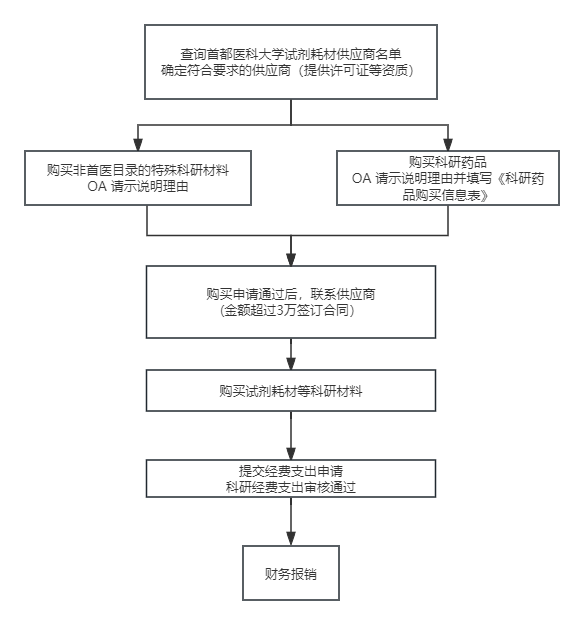 查询首都医科大学试剂耗材供应商名单
确定符合要求的供应商（提供许可证等资质）
购买非首医目录的特殊科研材料
OA 请示说明理由
购买科研药品
OA 请示说明理由并填写《科研药
品购买信息表》
购买申请通过后，联系供应商
(金额超过3万签订合同)
购买试剂耗材等科研材料
提交经费支出申请
科研经费支出审核通过
财务报销